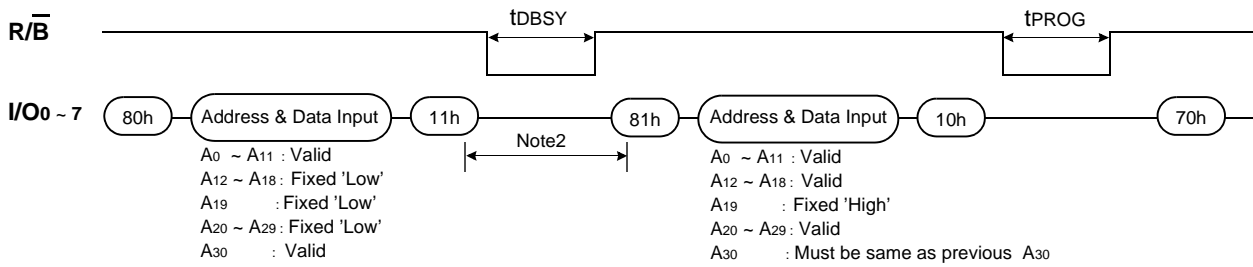 tDBSY tPROG
R/B
I/O0 ~ 7 80h Address & Data Input 11h 81h Address & Data Input 10h 70h
Note2
A0 ~ A11 : Valid
A12 ~ A18 : Fixed 'Low'
A19 : Fixed 'Low'
A20 ~ A29 : Fixed 'Low'
A30 : Valid
A0 ~ A11 : Valid
A12 ~ A18 : Valid
A19 : Fixed 'High'
A20 ~ A29 : Valid
A30 : Must be same as previous A30